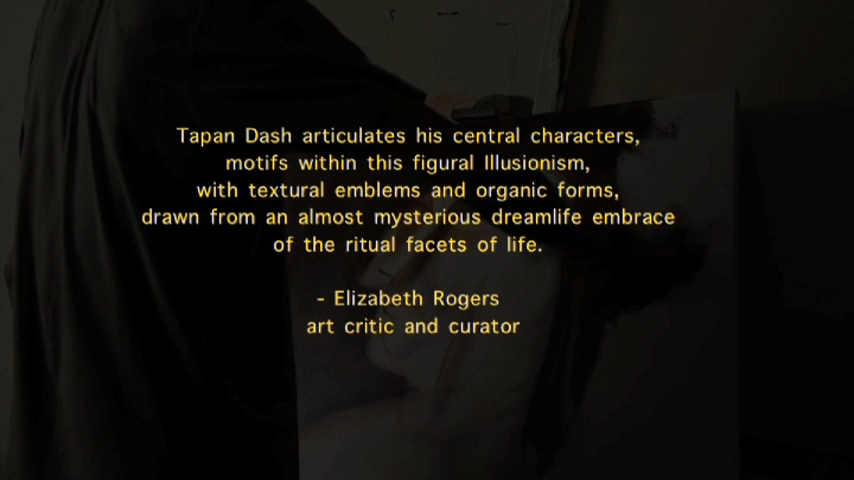 Tapan Dash articulates his central characters,
motifs within this figural Illusionism,
with textural emblems and organic forms,
drawn from an almost mysterious dreamlife embrace
of the ritual facets of life.
- Elizabeth Rogers
art critic and curator